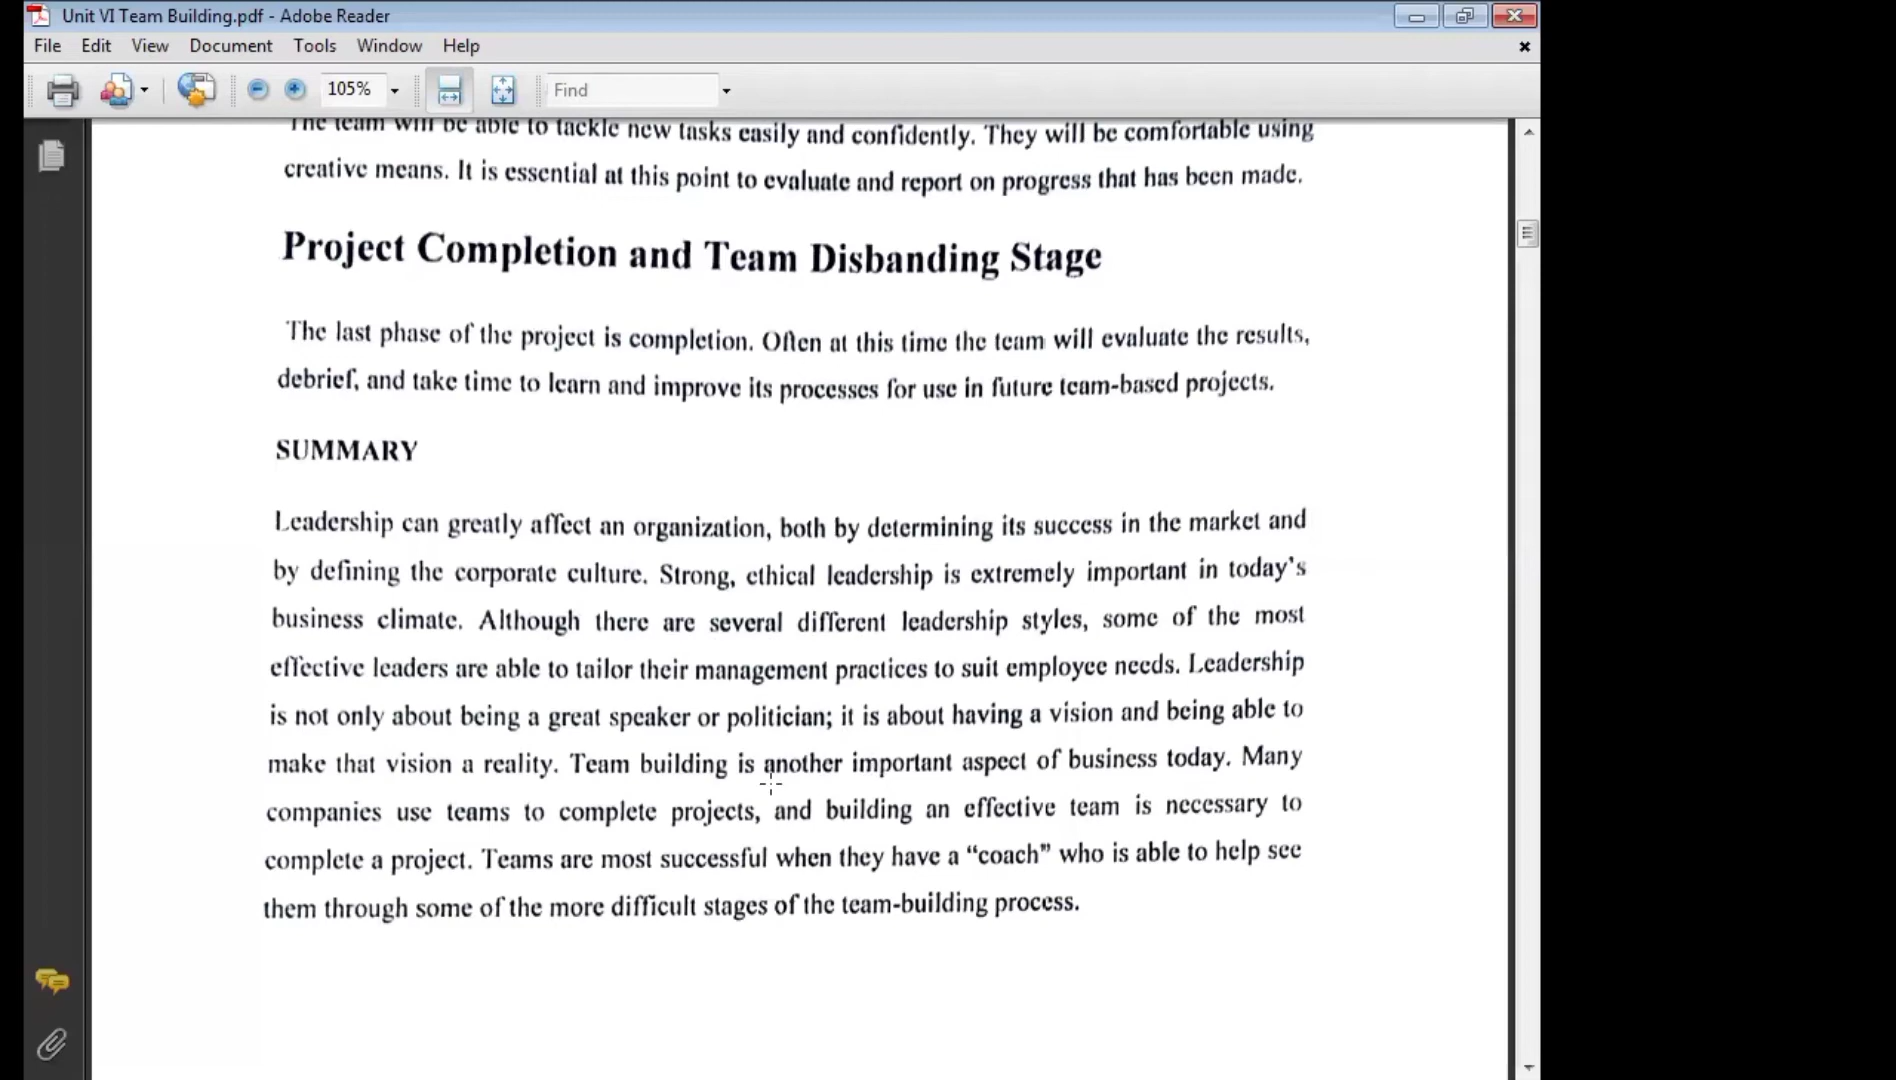 Unit VI Team Building.pdf - Adobe Reader
File Edit View Document Tools Window Help
105% Find
The team will be able to tackle new tasks easily and confidently. They will be comfortable using
creative means. It is essential at this point to evaluate and report on progress that has been made.
Project Completion and Team Disbanding Stage
The last phase of the project is completion. Often at this time the team will evaluate the results,
debrief, and take time to learn and improve its processes for use in future team-based projects.
SUMMARY
Leadership can greatly affect an organization, both by determining its success in the market and
by defining the corporate culture. Strong, ethical leadership is extremely important in today's
business climate. Although there are several different leadership styles, some of the most
effective leaders are able to tailor their management practices to suit employee needs. Leadership
is not only about being a great speaker or politician; it is about having a vision and being able to
make that vision a reality. Team building is another important aspect of business today. Many
companies use teams to complete projects, and building an effective team is necessary to
complete a project. Teams are most successful when they have a “coach” who is able to help see
them through some of the more difficult stages of the team-building process.